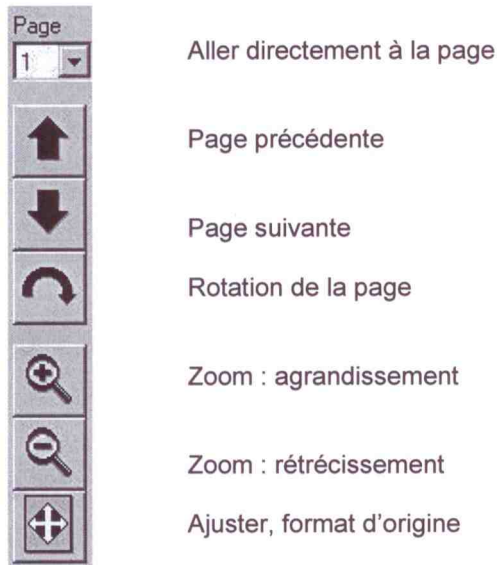 Page
1
Aller directement à la page
Page précédente
Page suivante
Rotation de la page
Zoom : agrandissement
Zoom : rétrécissement
Ajuster, format d'origine